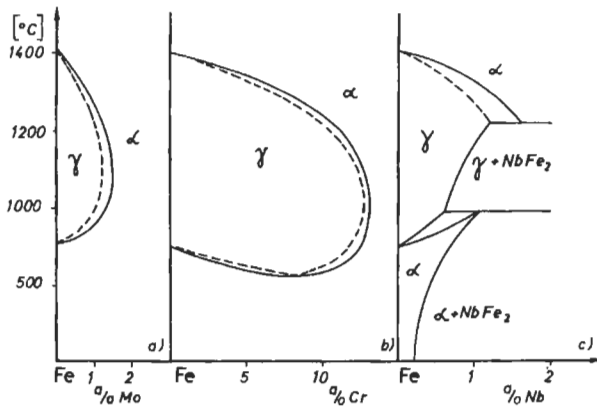 [°C]
1400
1200
1000
500
γ
α
a)
γ
α
b)
α
γ
γ + NbFe2
α
α + NbFe2
c)
Fe 1 2 Fe 5 10 Fe 1 2
a/o Mo a/o Cr a/o Nb